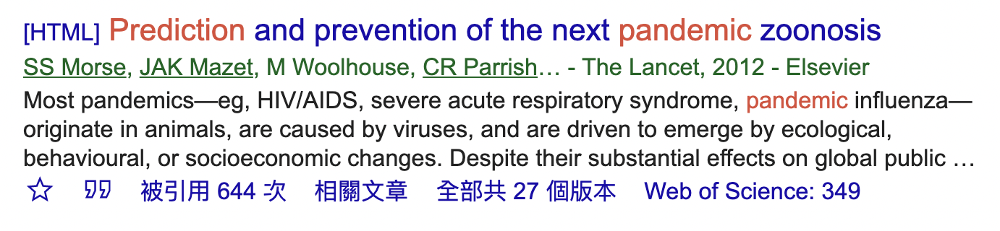 [HTML] Prediction and prevention of the next pandemic zoonosis
SS Morse, JAK Mazet, M Woolhouse, CR Parrish… - The Lancet, 2012 - Elsevier
Most pandemics—eg, HIV/AIDS, severe acute respiratory syndrome, pandemic influenza—
originate in animals, are caused by viruses, and are driven to emerge by ecological,
behavioural, or socioeconomic changes. Despite their substantial effects on global public …
被引用 644 次 相關文章 全部共 27 個版本 Web of Science: 349